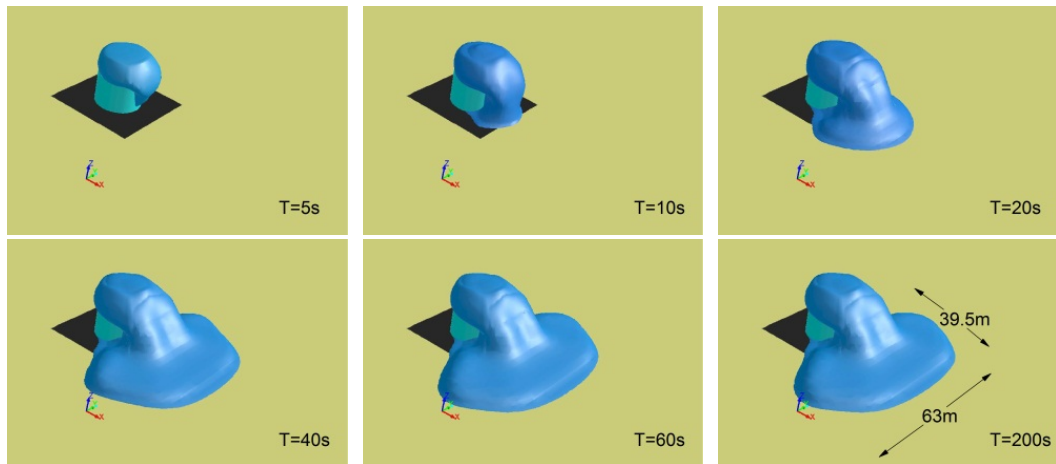 Z
Y
X
T=5s
Z
Y
X
T=10s
Z
Y
X
T=20s
Z
Y
X
T=40s
Z
Y
X
T=60s
39.5m
63m
Z
Y
X
T=200s